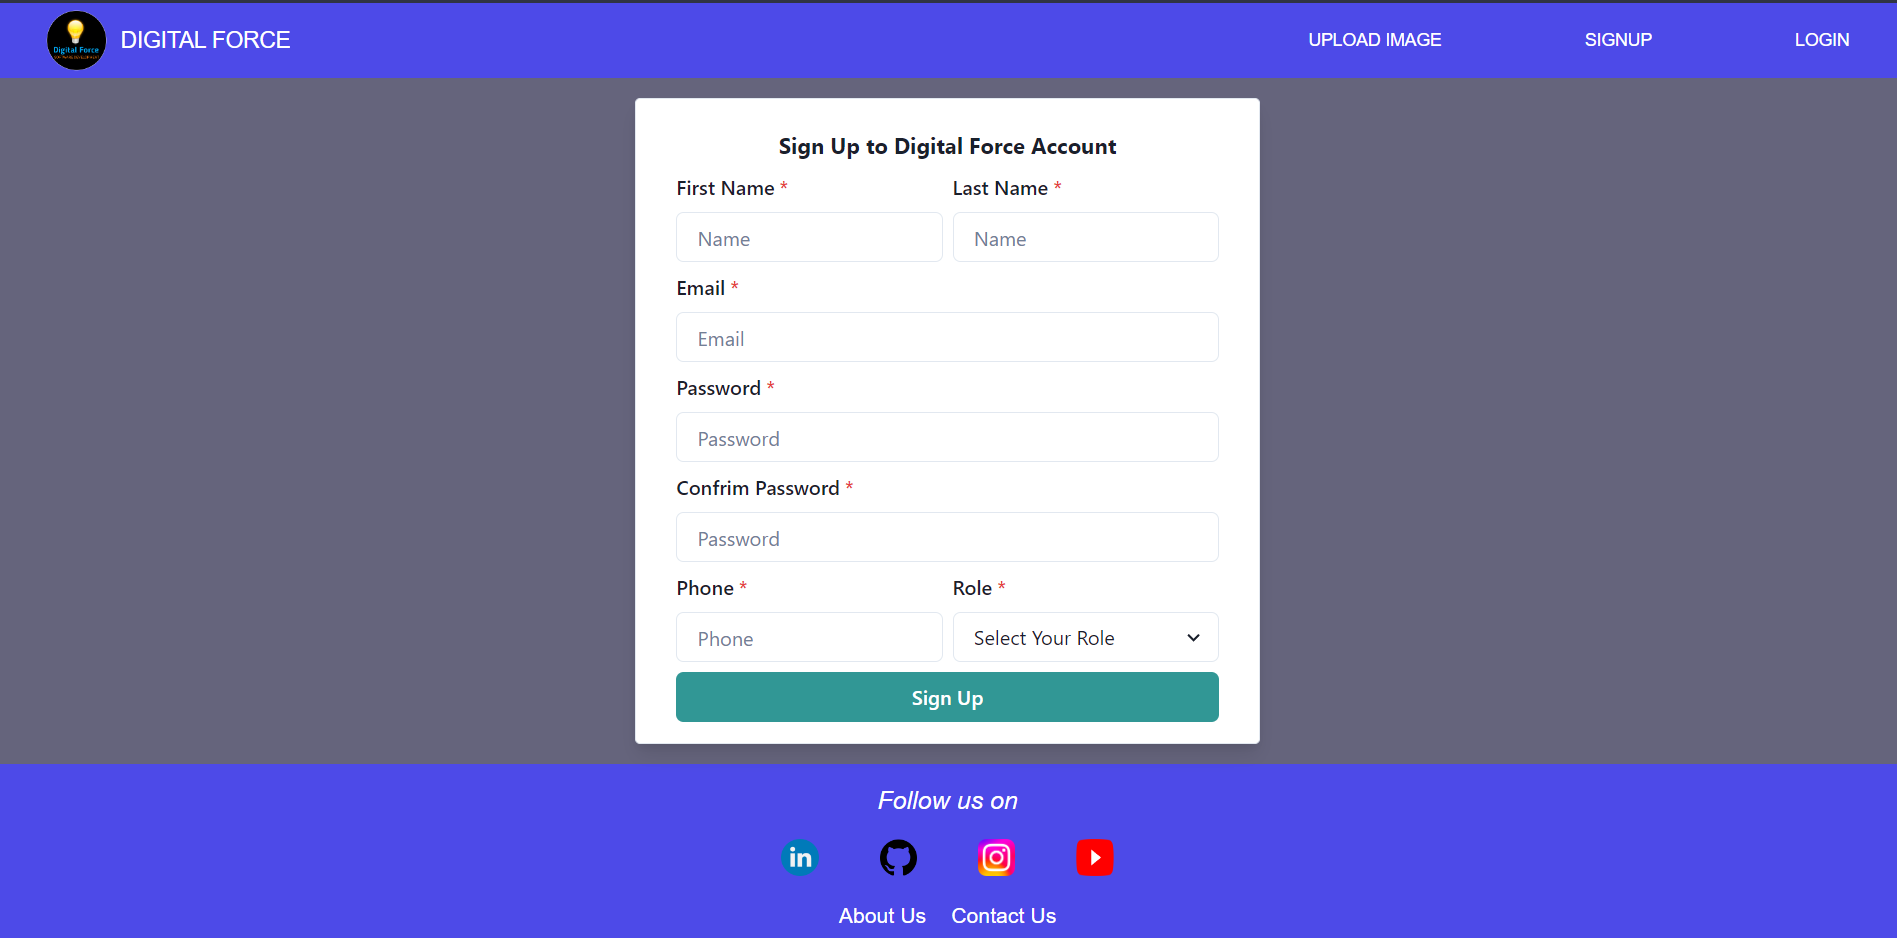 Digital Force
DIGITAL FORCE
UPLOAD IMAGE
SIGNUP
LOGIN
Sign Up to Digital Force Account
First Name * Last Name *
Name Name
Email *
Email
Password *
Password
Confrim Password *
Password
Phone * Role *
Phone Select Your Role
Sign Up
Follow us on
in
About Us Contact Us